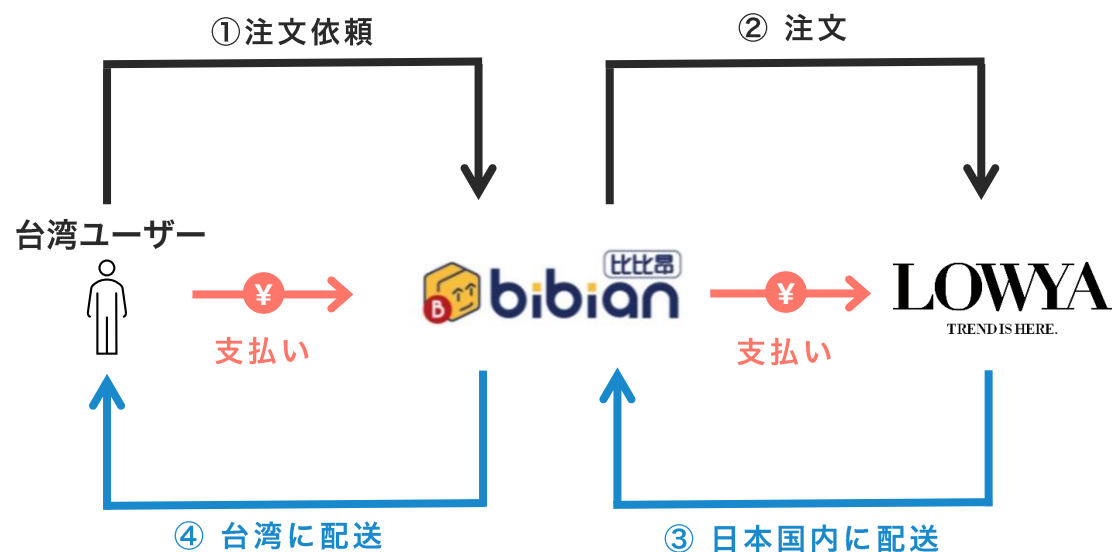 ①注文依頼
② 注文
台湾ユーザー
比比昂
B
bibian
¥
¥
LOWYA
TREND IS HERE.
支払い
支払い
④ 台湾に配送
③ 日本国内に配送